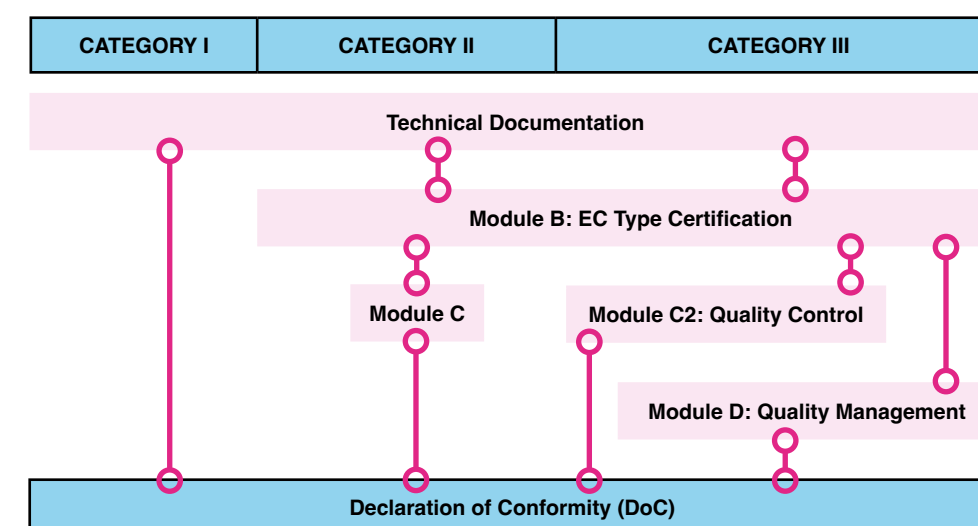 CATEGORY I
CATEGORY II
CATEGORY III
Technical Documentation
Module B: EC Type Certification
Module C
Module C2: Quality Control
Module D: Quality Management
Declaration of Conformity (DoC)